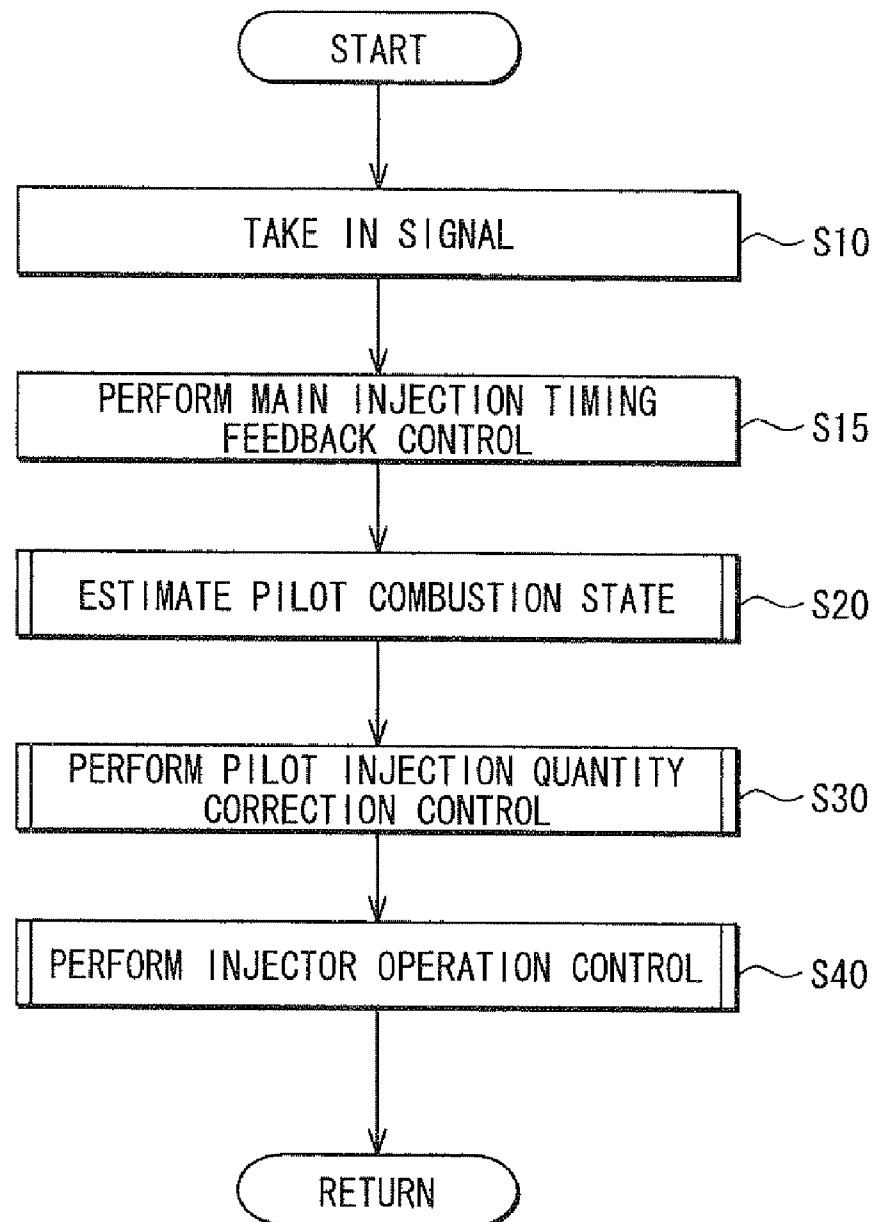 START
TAKE IN SIGNAL
S10
PERFORM MAIN INJECTION TIMING
FEEDBACK CONTROL
S15
ESTIMATE PILOT COMBUSTION STATE
S20
PERFORM PILOT INJECTION QUANTITY
CORRECTION CONTROL
S30
PERFORM INJECTOR OPERATION CONTROL
S40
RETURN